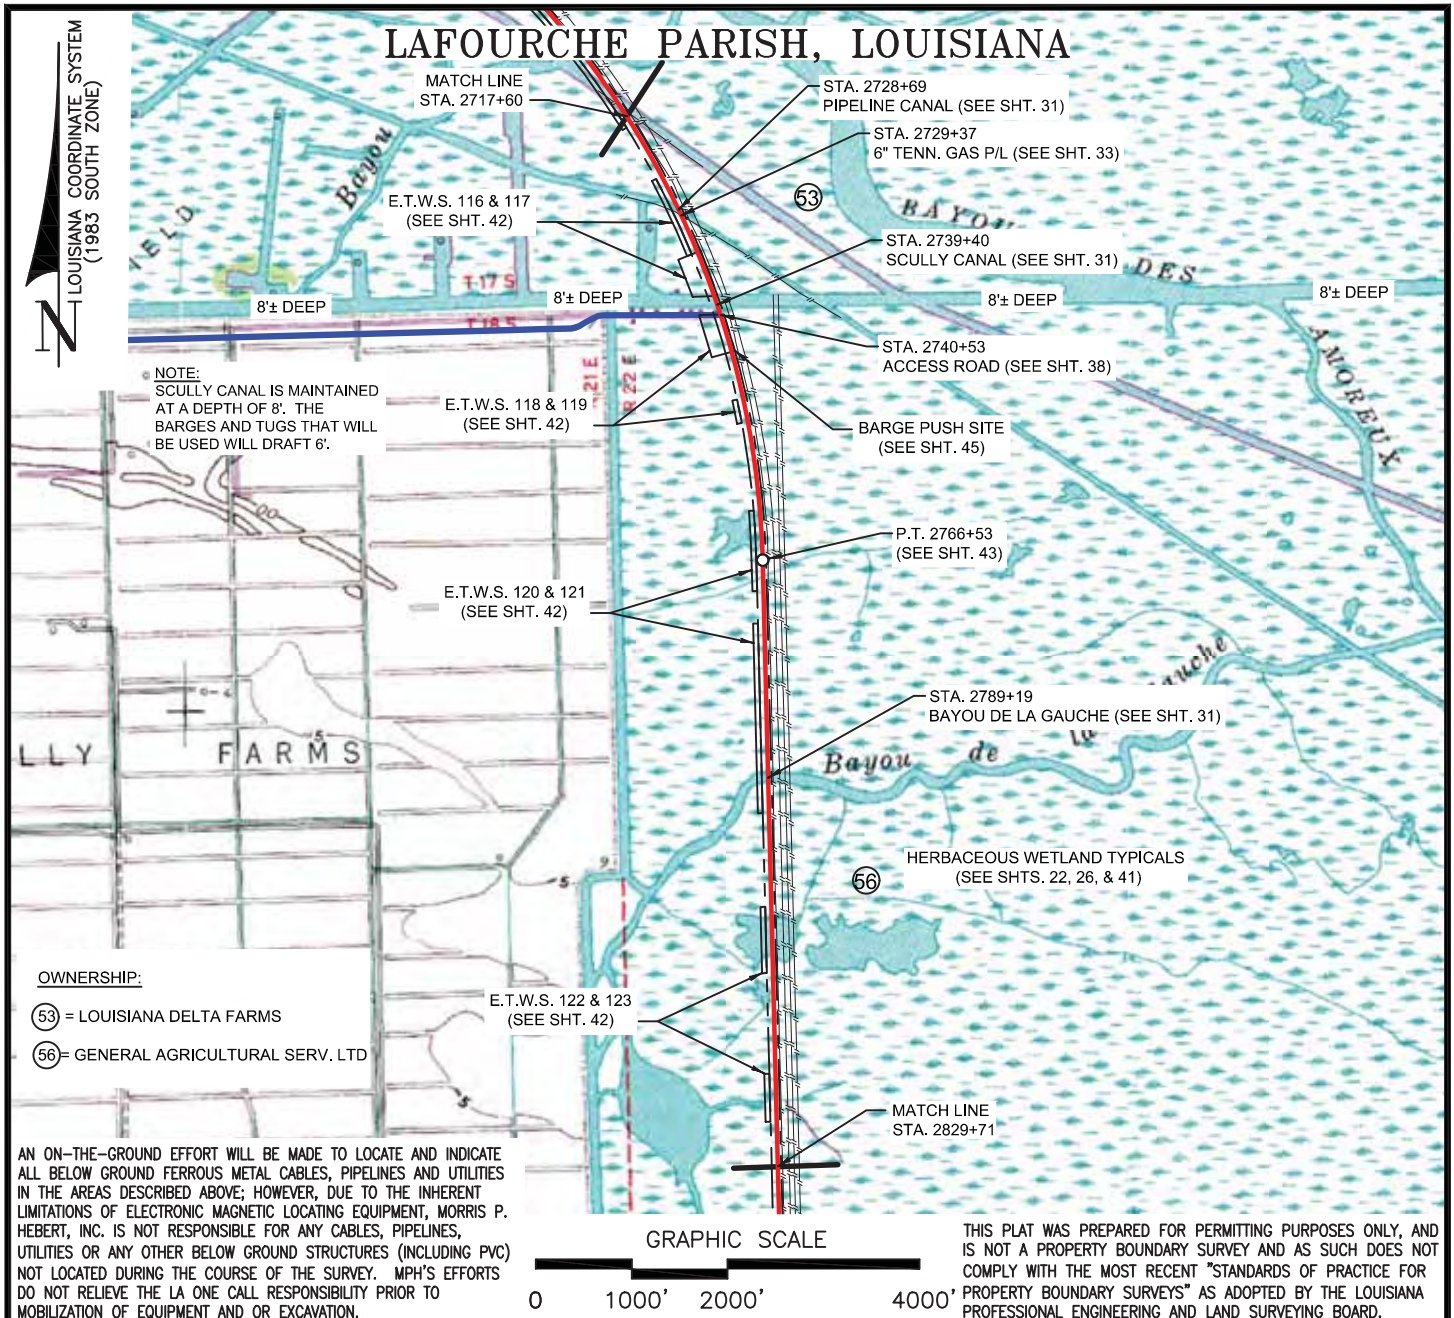 LAFOURCHE PARISH, LOUISIANA
LOUISIANA COORDINATE SYSTEM
(1983 SOUTH ZONE)
N
MATCH LINE
STA. 2717+60
STA. 2728+69
PIPELINE CANAL (SEE SHT. 31)
STA. 2729+37
6" TENN. GAS P/L (SEE SHT. 33)
Bayou
E.T.W.S. 116 & 117
(SEE SHT. 42)
53
IELD
BAYOU
DES
AMOREUX
STA. 2739+40
SCULLY CANAL (SEE SHT. 31)
T 17 S
8'± DEEP
8'± DEEP
8'± DEEP
8'± DEEP
T 18 S
STA. 2740+53
ACCESS ROAD (SEE SHT. 38)
R 21 E
R 22 E
NOTE:
SCULLY CANAL IS MAINTAINED
AT A DEPTH OF 8'. THE
BARGES AND TUGS THAT WILL
BE USED WILL DRAFT 6'.
E.T.W.S. 118 & 119
(SEE SHT. 42)
BARGE PUSH SITE
(SEE SHT. 45)
P.T. 2766+53
(SEE SHT. 43)
E.T.W.S. 120 & 121
(SEE SHT. 42)
STA. 2789+19
BAYOU DE LA GAUCHE (SEE SHT. 31)
LLY FARMS
5
Bayou de la Gauche
HERBACEOUS WETLAND TYPICALS
(SEE SHTS. 22, 26, & 41)
56
9
5
OWNERSHIP:
53 = LOUISIANA DELTA FARMS
56 = GENERAL AGRICULTURAL SERV. LTD
E.T.W.S. 122 & 123
(SEE SHT. 42)
5
MATCH LINE
STA. 2829+71
AN ON-THE-GROUND EFFORT WILL BE MADE TO LOCATE AND INDICATE
ALL BELOW GROUND FERROUS METAL CABLES, PIPELINES AND UTILITIES
IN THE AREAS DESCRIBED ABOVE; HOWEVER, DUE TO THE INHERENT
LIMITATIONS OF ELECTRONIC MAGNETIC LOCATING EQUIPMENT, MORRIS P.
HEBERT, INC. IS NOT RESPONSIBLE FOR ANY CABLES, PIPELINES,
UTILITIES OR ANY OTHER BELOW GROUND STRUCTURES (INCLUDING PVC)
NOT LOCATED DURING THE COURSE OF THE SURVEY. MPH'S EFFORTS
DO NOT RELIEVE THE LA ONE CALL RESPONSIBILITY PRIOR TO
MOBILIZATION OF EQUIPMENT AND OR EXCAVATION.
GRAPHIC SCALE
0 1000' 2000' 4000'
THIS PLAT WAS PREPARED FOR PERMITTING PURPOSES ONLY, AND
IS NOT A PROPERTY BOUNDARY SURVEY AND AS SUCH DOES NOT
COMPLY WITH THE MOST RECENT "STANDARDS OF PRACTICE FOR
PROPERTY BOUNDARY SURVEYS" AS ADOPTED BY THE LOUISIANA
PROFESSIONAL ENGINEERING AND LAND SURVEYING BOARD.